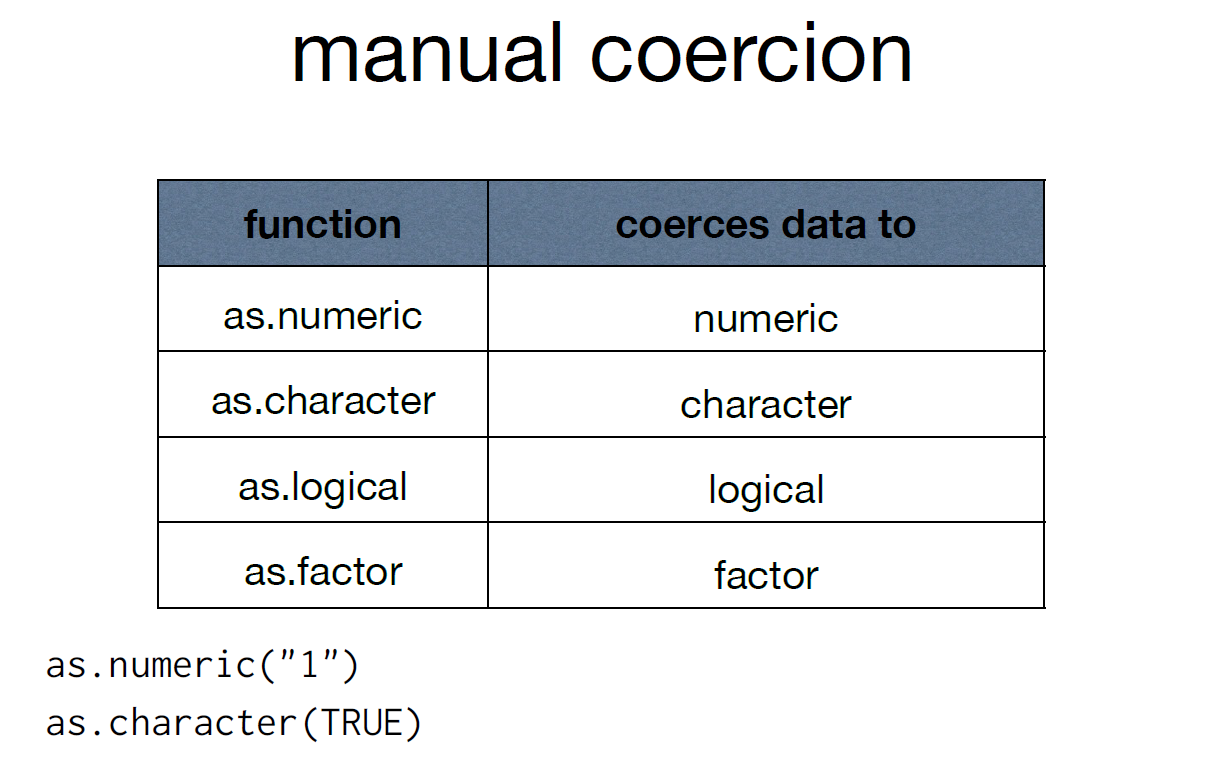 manual coercion
function coerces data to
as.numeric numeric
as.character character
as.logical logical
as.factor factor
as.numeric("1")
as.character(TRUE)